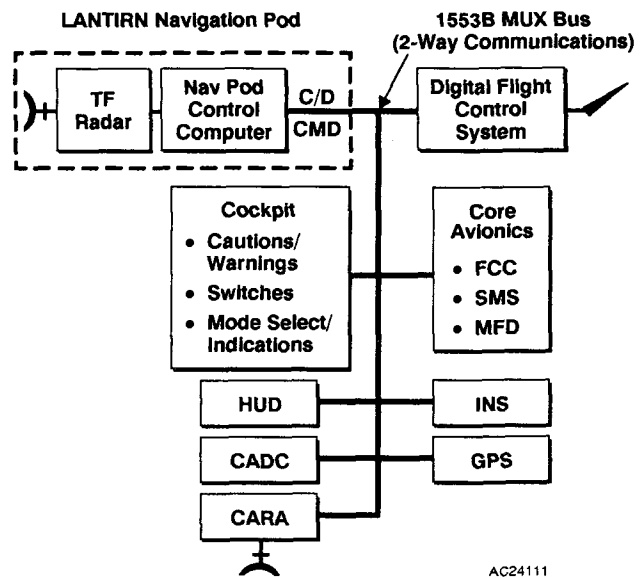 LANTIRN Navigation Pod
1553B MUX Bus
(2-Way Communications)
TF
Radar
Nav Pod
Control
Computer
C/D
CMD
Digital Flight
Control
System
Cockpit
• Cautions/
Warnings
• Switches
• Mode Select/
Indications
Core
Avionics
• FCC
• SMS
• MFD
HUD
INS
CADC
GPS
CARA
AC24111